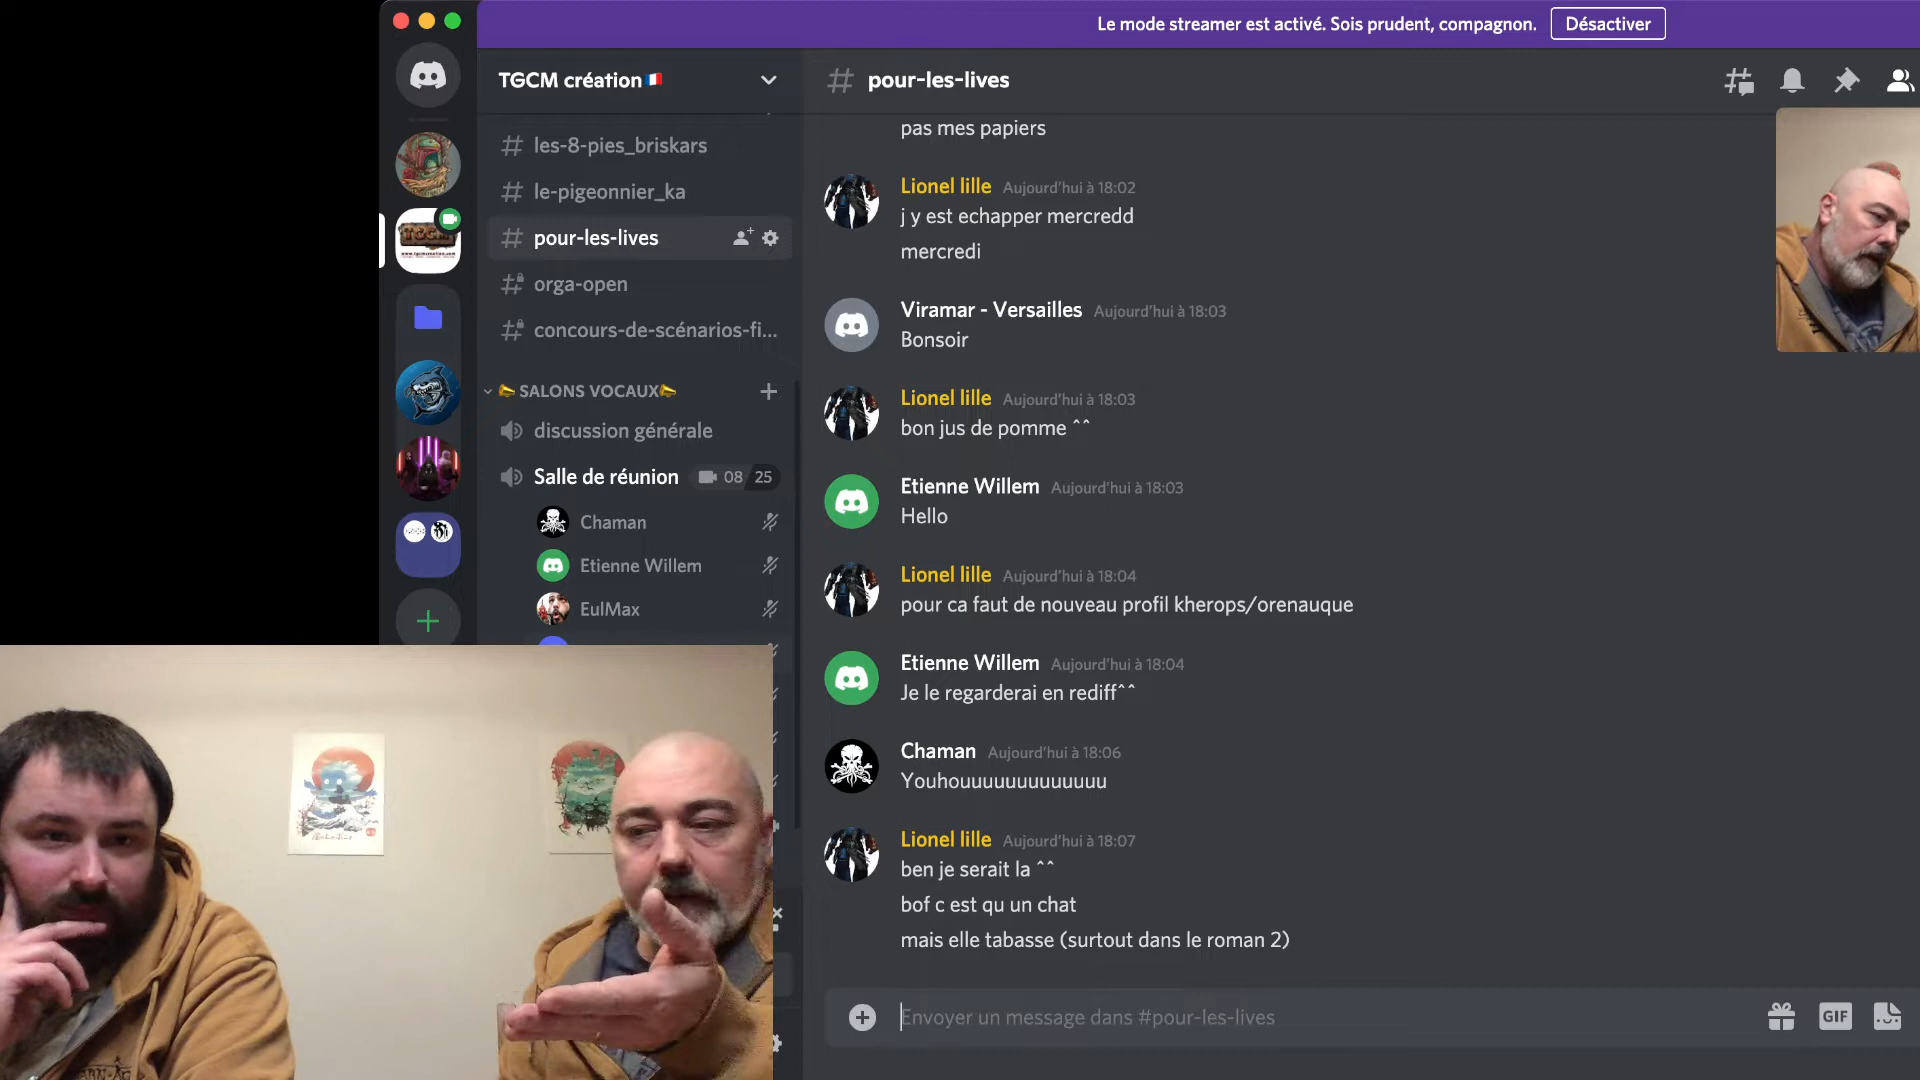 Le mode streamer est activé. Sois prudent, compagnon.
Désactiver
TGCM création
pour-les-lives
les-8-pies_briskars
le-pigeonnier_ka
pour-les-lives
orga-open
concours-de-scénarios-fi...
SALONS VOCAUX
discussion générale
Salle de réunion 08 25
Chaman
Etienne Willem
EulMax
TGCM
pas mes papiers
Lionel lille Aujourd'hui à 18:02
j y est echapper mercredd
mercredi
Viramar - Versailles Aujourd'hui à 18:03
Bonsoir
Lionel lille Aujourd'hui à 18:03
bon jus de pomme ^^
Etienne Willem Aujourd'hui à 18:03
Hello
Lionel lille Aujourd'hui à 18:04
pour ca faut de nouveau profil kherops/orenauque
Etienne Willem Aujourd'hui à 18:04
Je le regarderai en rediff^^
Chaman Aujourd'hui à 18:06
Youhouuuuuuuuuuuuu
Lionel lille Aujourd'hui à 18:07
ben je serait la ^^
bof c est qu un chat
mais elle tabasse (surtout dans le roman 2)
Envoyer un message dans #pour-les-lives
GIF